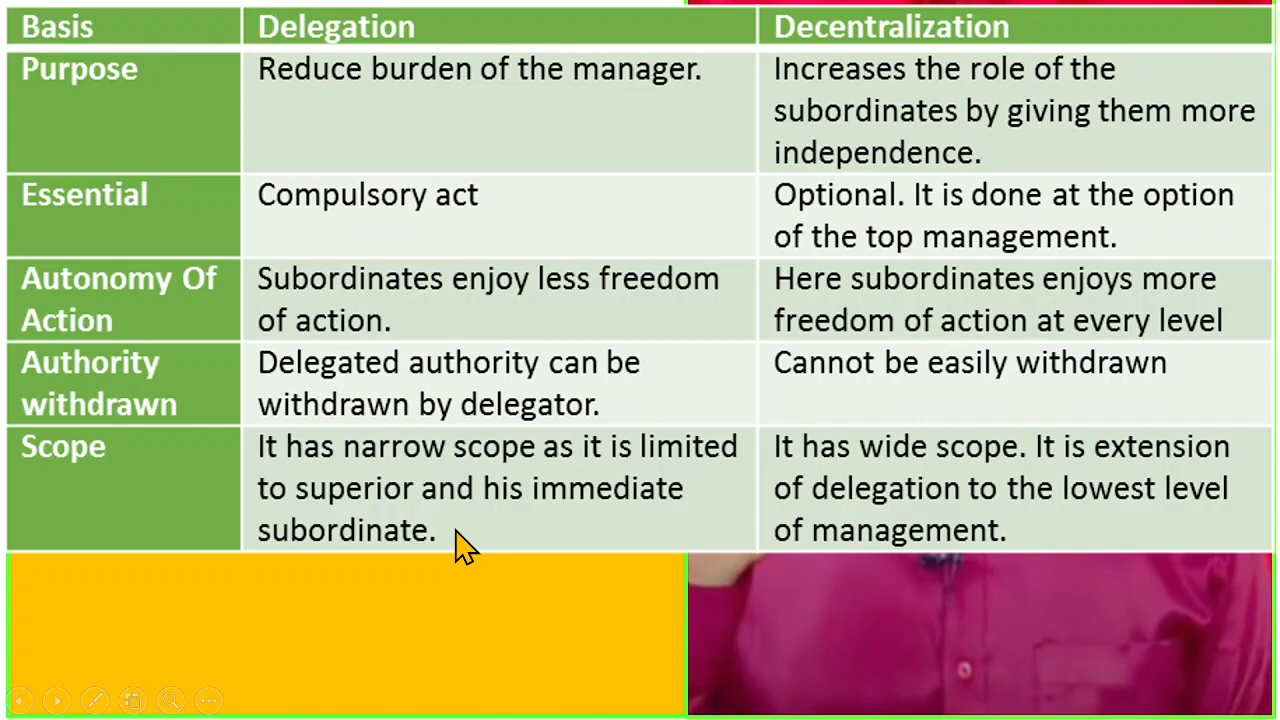 Basis Delegation Decentralization
Purpose Reduce burden of the manager. Increases the role of the
subordinates by giving them more
independence.
Essential Compulsory act Optional. It is done at the option
of the top management.
Autonomy Of Subordinates enjoy less freedom Here subordinates enjoys more
Action of action. freedom of action at every level
Authority Delegated authority can be Cannot be easily withdrawn
withdrawn withdrawn by delegator.
Scope It has narrow scope as it is limited It has wide scope. It is extension
to superior and his immediate of delegation to the lowest level
subordinate. of management.